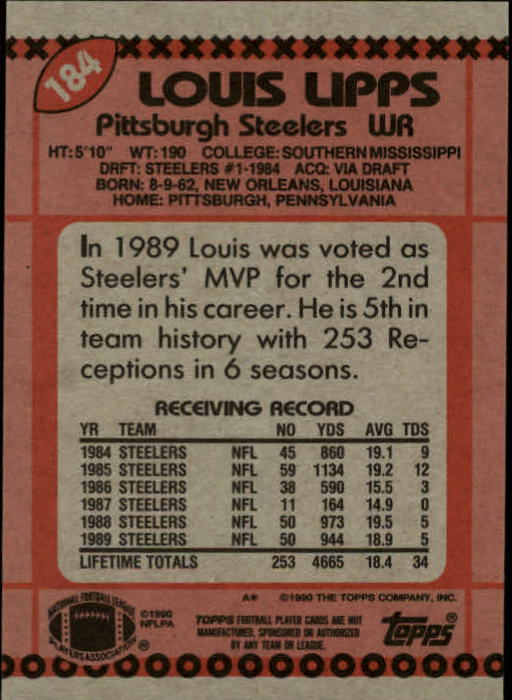 184
LOUIS LIPPS
Pittsburgh Steelers WR
HT: 5'10" WT: 190 COLLEGE: SOUTHERN MISSISSIPPI
DRFT: STEELERS #1-1984 ACQ: VIA DRAFT
BORN: 8-9-62, NEW ORLEANS, LOUISIANA
HOME: PITTSBURGH, PENNSYLVANIA
In 1989 Louis was voted as
Steelers' MVP for the 2nd
time in his career. He is 5th in
team history with 253 Re-
ceptions in 6 seasons.
RECEIVING RECORD
YR TEAM NO YDS AVG TDS
1984 STEELERS NFL 45 860 19.1 9
1985 STEELERS NFL 59 1134 19.2 12
1986 STEELERS NFL 38 590 15.5 3
1987 STEELERS NFL 11 164 14.9 0
1988 STEELERS NFL 50 973 19.5 5
1989 STEELERS NFL 50 944 18.9 5
LIFETIME TOTALS 253 4665 18.4 34
A* ©1990 THE TOPPS COMPANY, INC.
NATIONAL FOOTBALL LEAGUE
PLAYERS ASSOCIATION ®
©1990
NFLPA
TOPPS FOOTBALL PLAYER CARDS ARE NOT
MANUFACTURED, SPONSORED OR AUTHORIZED
BY ANY TEAM OR LEAGUE.
topps®